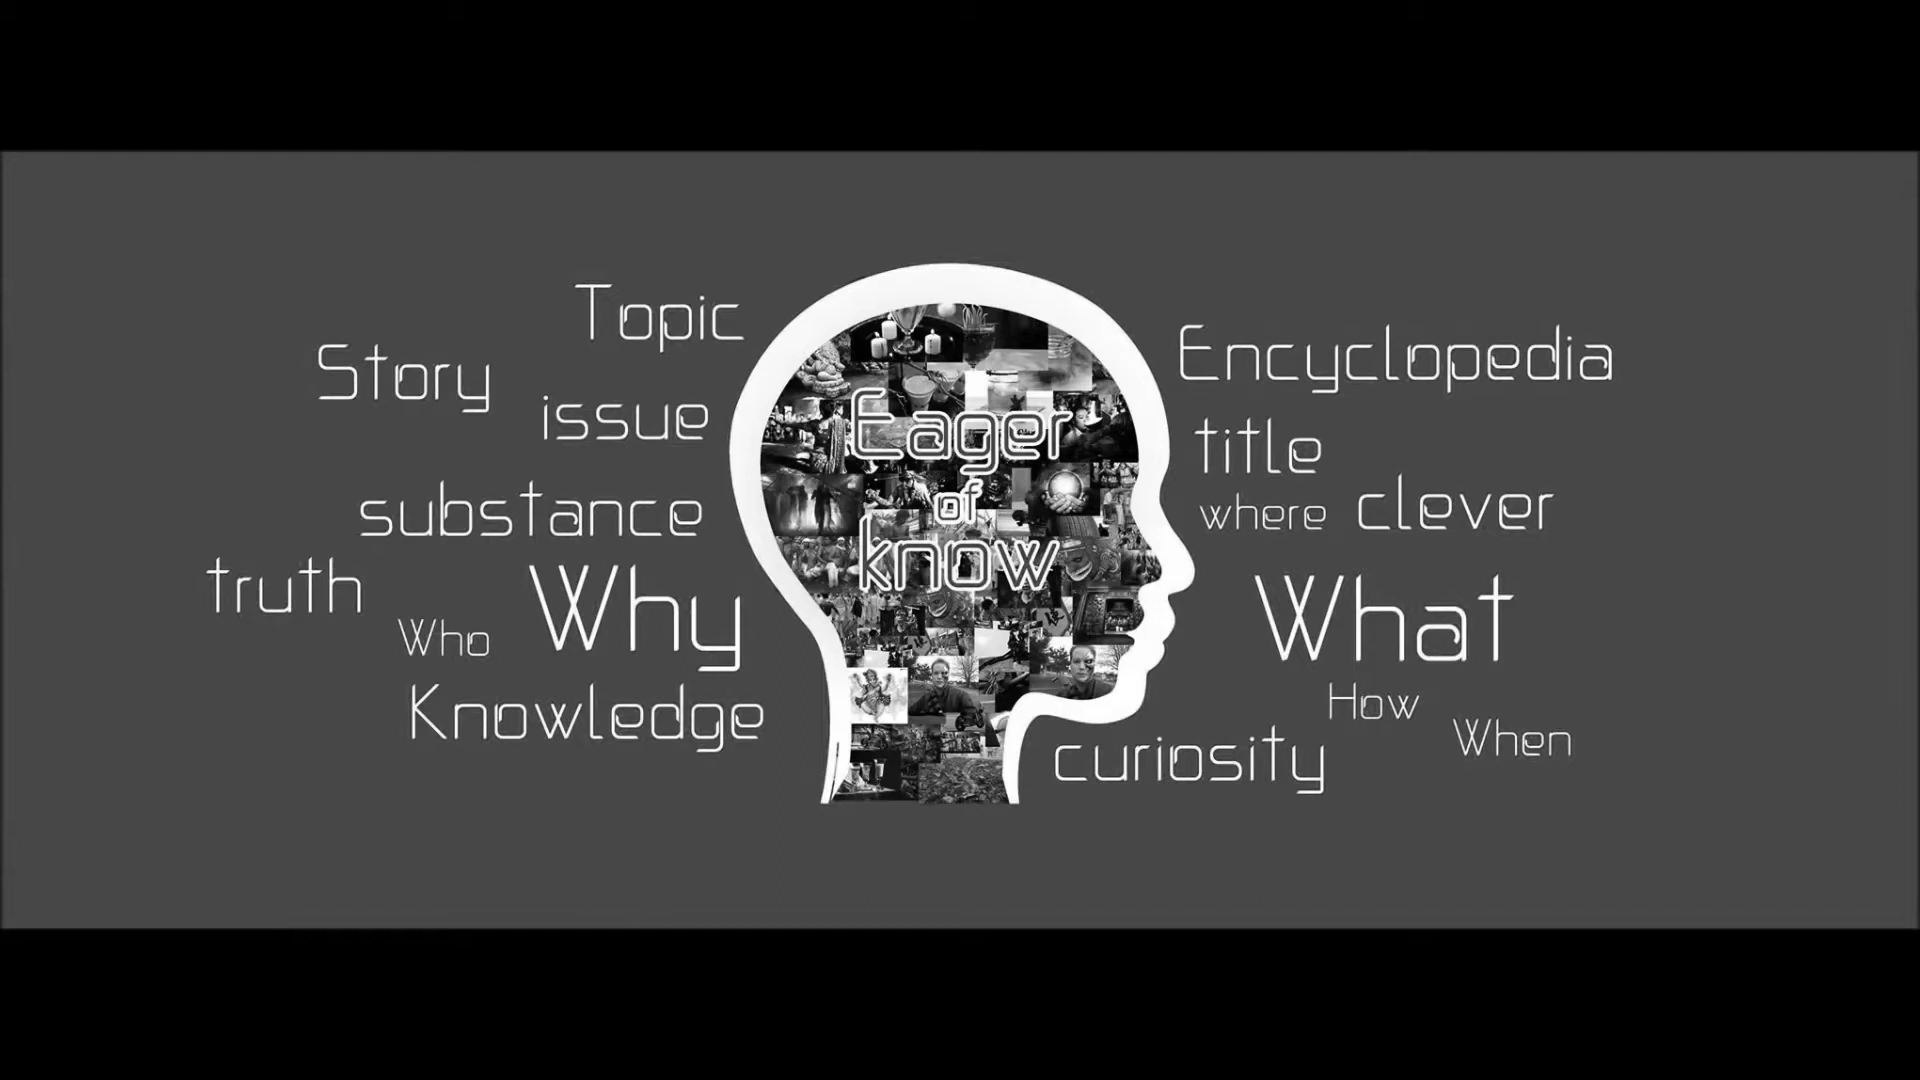 Topic
Story
issue
substance
truth
Who
Why
Knowledge
Eager
of
know
Encyclopedia
title
where
clever
What
How
When
curiosity